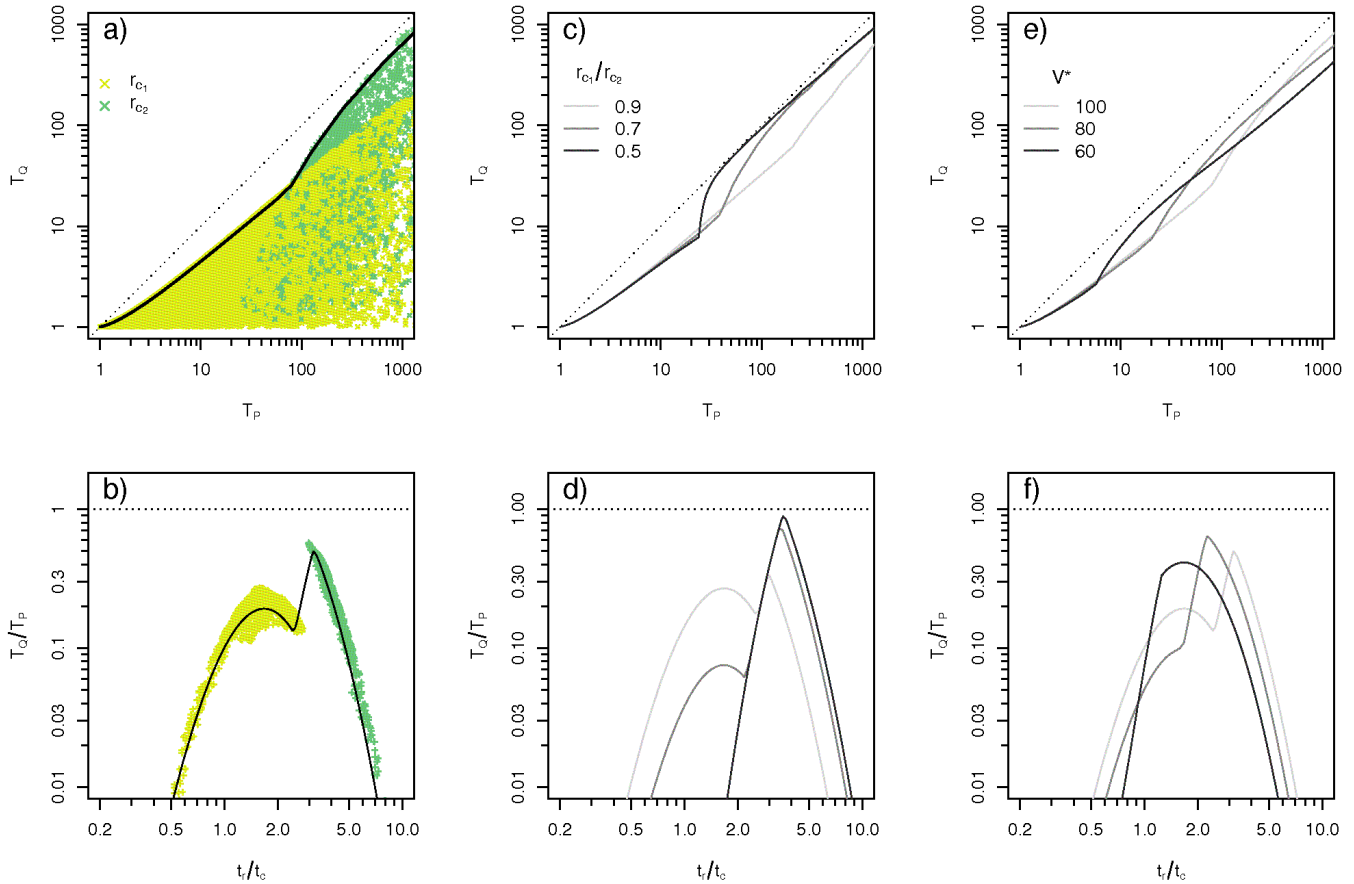 a)
r_c1
r_c2
T_Q
1000
100
10
1
1
10
100
1000
T_P
c)
r_c1/r_c2
0.9
0.7
0.5
T_Q
1000
100
10
1
1
10
100
1000
T_P
e)
V*
100
80
60
T_Q
1000
100
10
1
1
10
100
1000
T_P
b)
T_Q/T_P
1
0.3
0.1
0.03
0.01
0.2
0.5
1.0
2.0
5.0
10.0
t_r/t_c
d)
T_Q/T_P
1.00
0.30
0.10
0.03
0.01
0.2
0.5
1.0
2.0
5.0
10.0
t_r/t_c
f)
T_Q/T_P
1.00
0.30
0.10
0.03
0.01
0.2
0.5
1.0
2.0
5.0
10.0
t_r/t_c